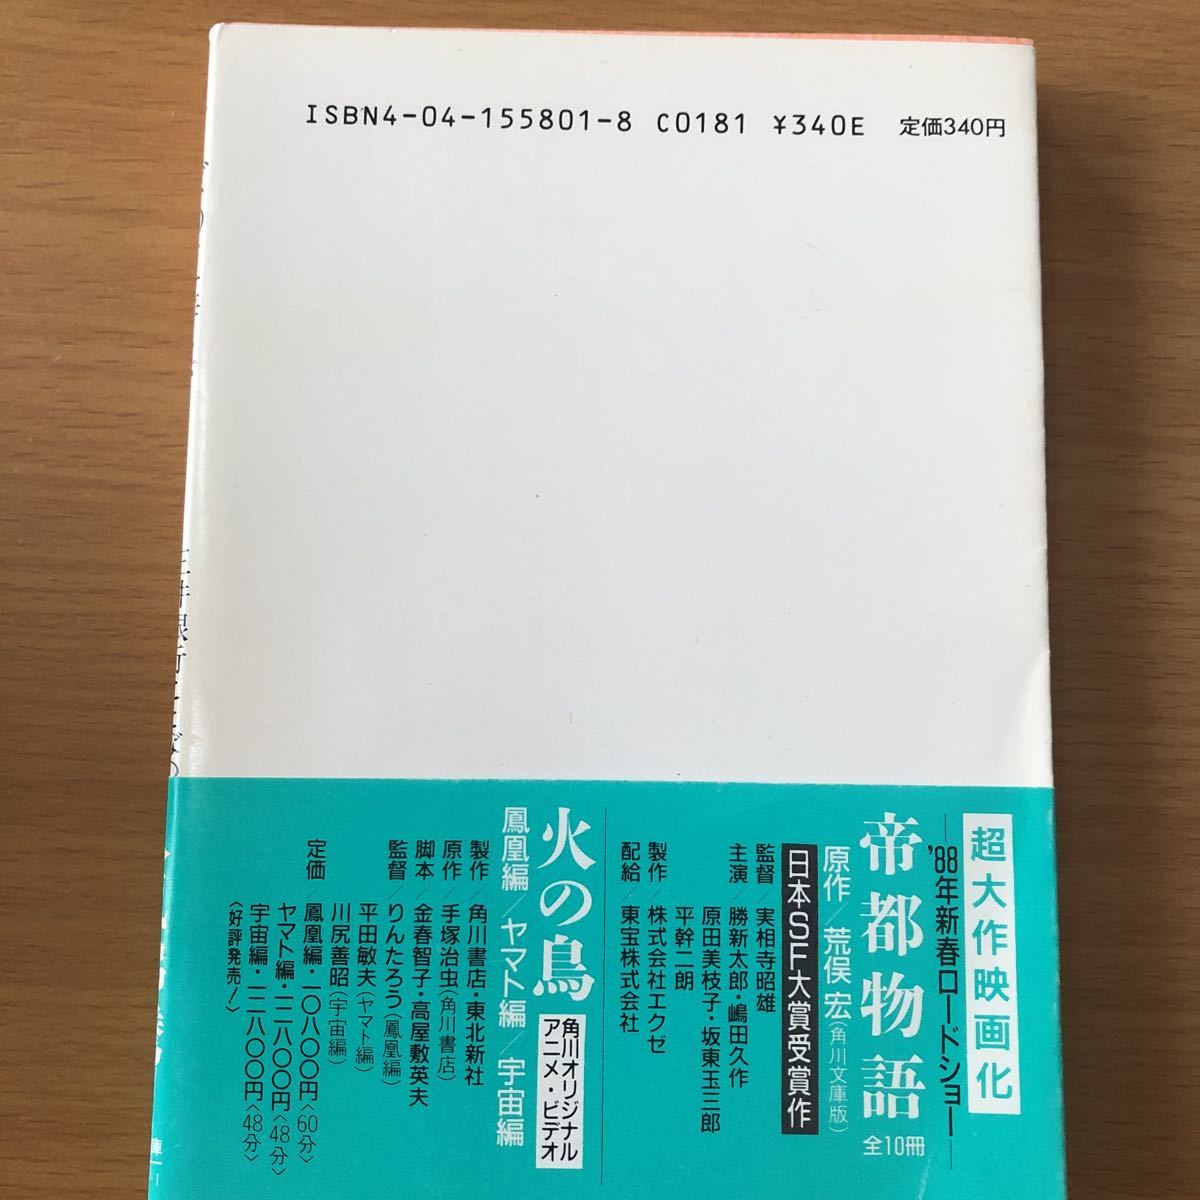 ISBN4-04-155801-8 C0181 ¥340E 定価340円
超大作映画化
―'88年新春ロードショー―
帝都物語 全10冊
原作/荒俣 宏(角川文庫版)
日本SF大賞受賞作
監督/実相寺昭雄
主演/勝新太郎・嶋田久作
原田美枝子・坂東玉三郎
平幹二朗
製作/株式会社エクゼ
配給/東宝株式会社
火の鳥 角川オリジナルアニメ・ビデオ
鳳凰編/ヤマト編/宇宙編
製作/角川書店・東北新社
原作/手塚治虫(角川書店)
脚本/金春智子・高屋敷英夫
監督/りんたろう(鳳凰編)
平田敏夫(ヤマト編)
川尻善昭(宇宙編)
定価/鳳凰編・一〇八〇〇円〈60分〉
ヤマト編・一二八〇〇円〈48分〉
宇宙編・一二八〇〇円〈48分〉
〈好評発売!〉